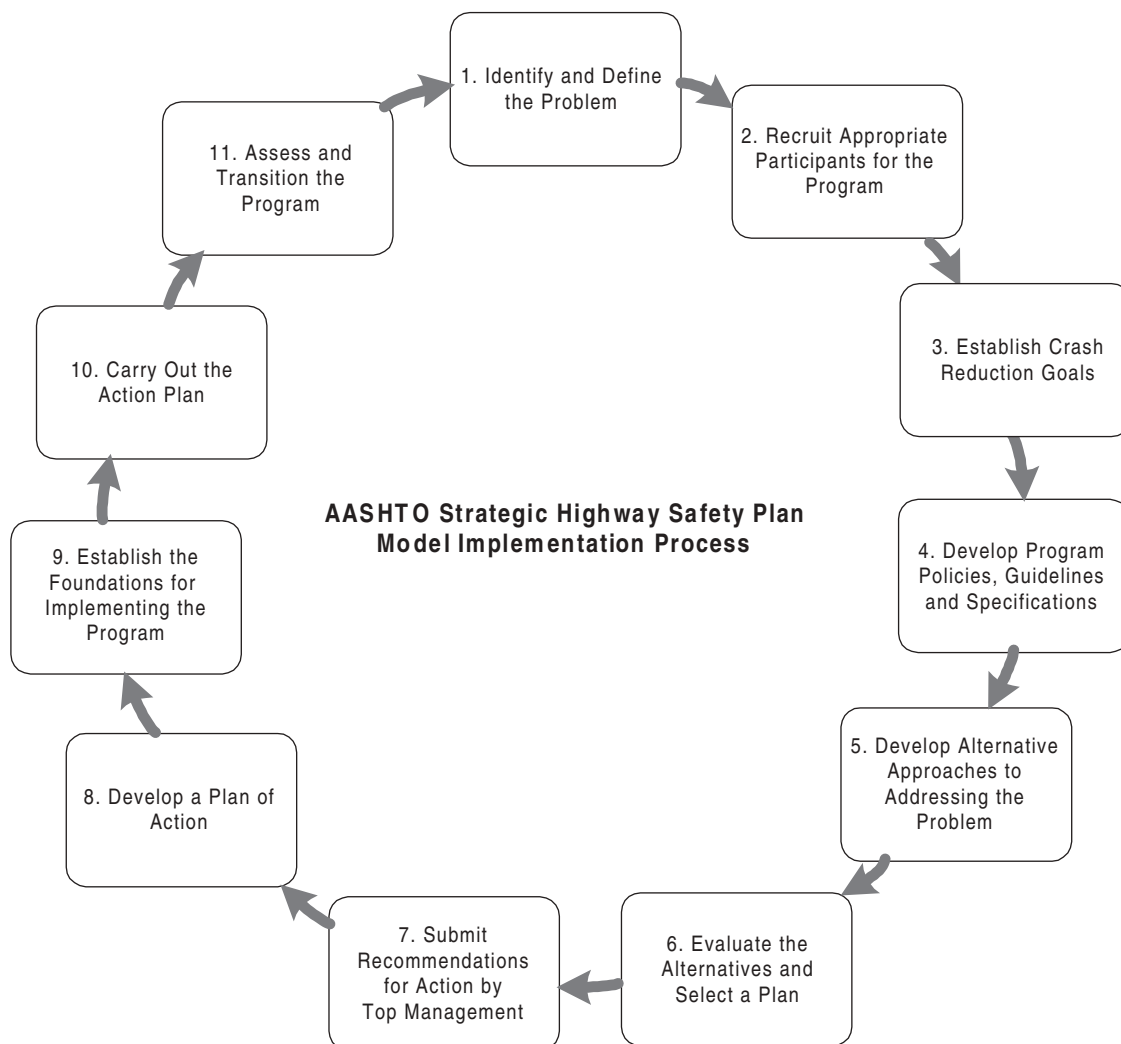 1. Identify and Define
the Problem
2. Recruit Appropriate
Participants for the
Program
3. Establish Crash
Reduction Goals
4. Develop Program
Policies, Guidelines
and Specifications
5. Develop Alternative
Approaches to
Addressing the
Problem
6. Evaluate the
Alternatives and
Select a Plan
7. Submit
Recommendations
for Action by
Top Management
8. Develop a Plan of
Action
9. Establish the
Foundations for
Implementing the
Program
10. Carry Out the
Action Plan
11. Assess and
Transition the
Program
AASHTO Strategic Highway Safety Plan
Model Implementation Process